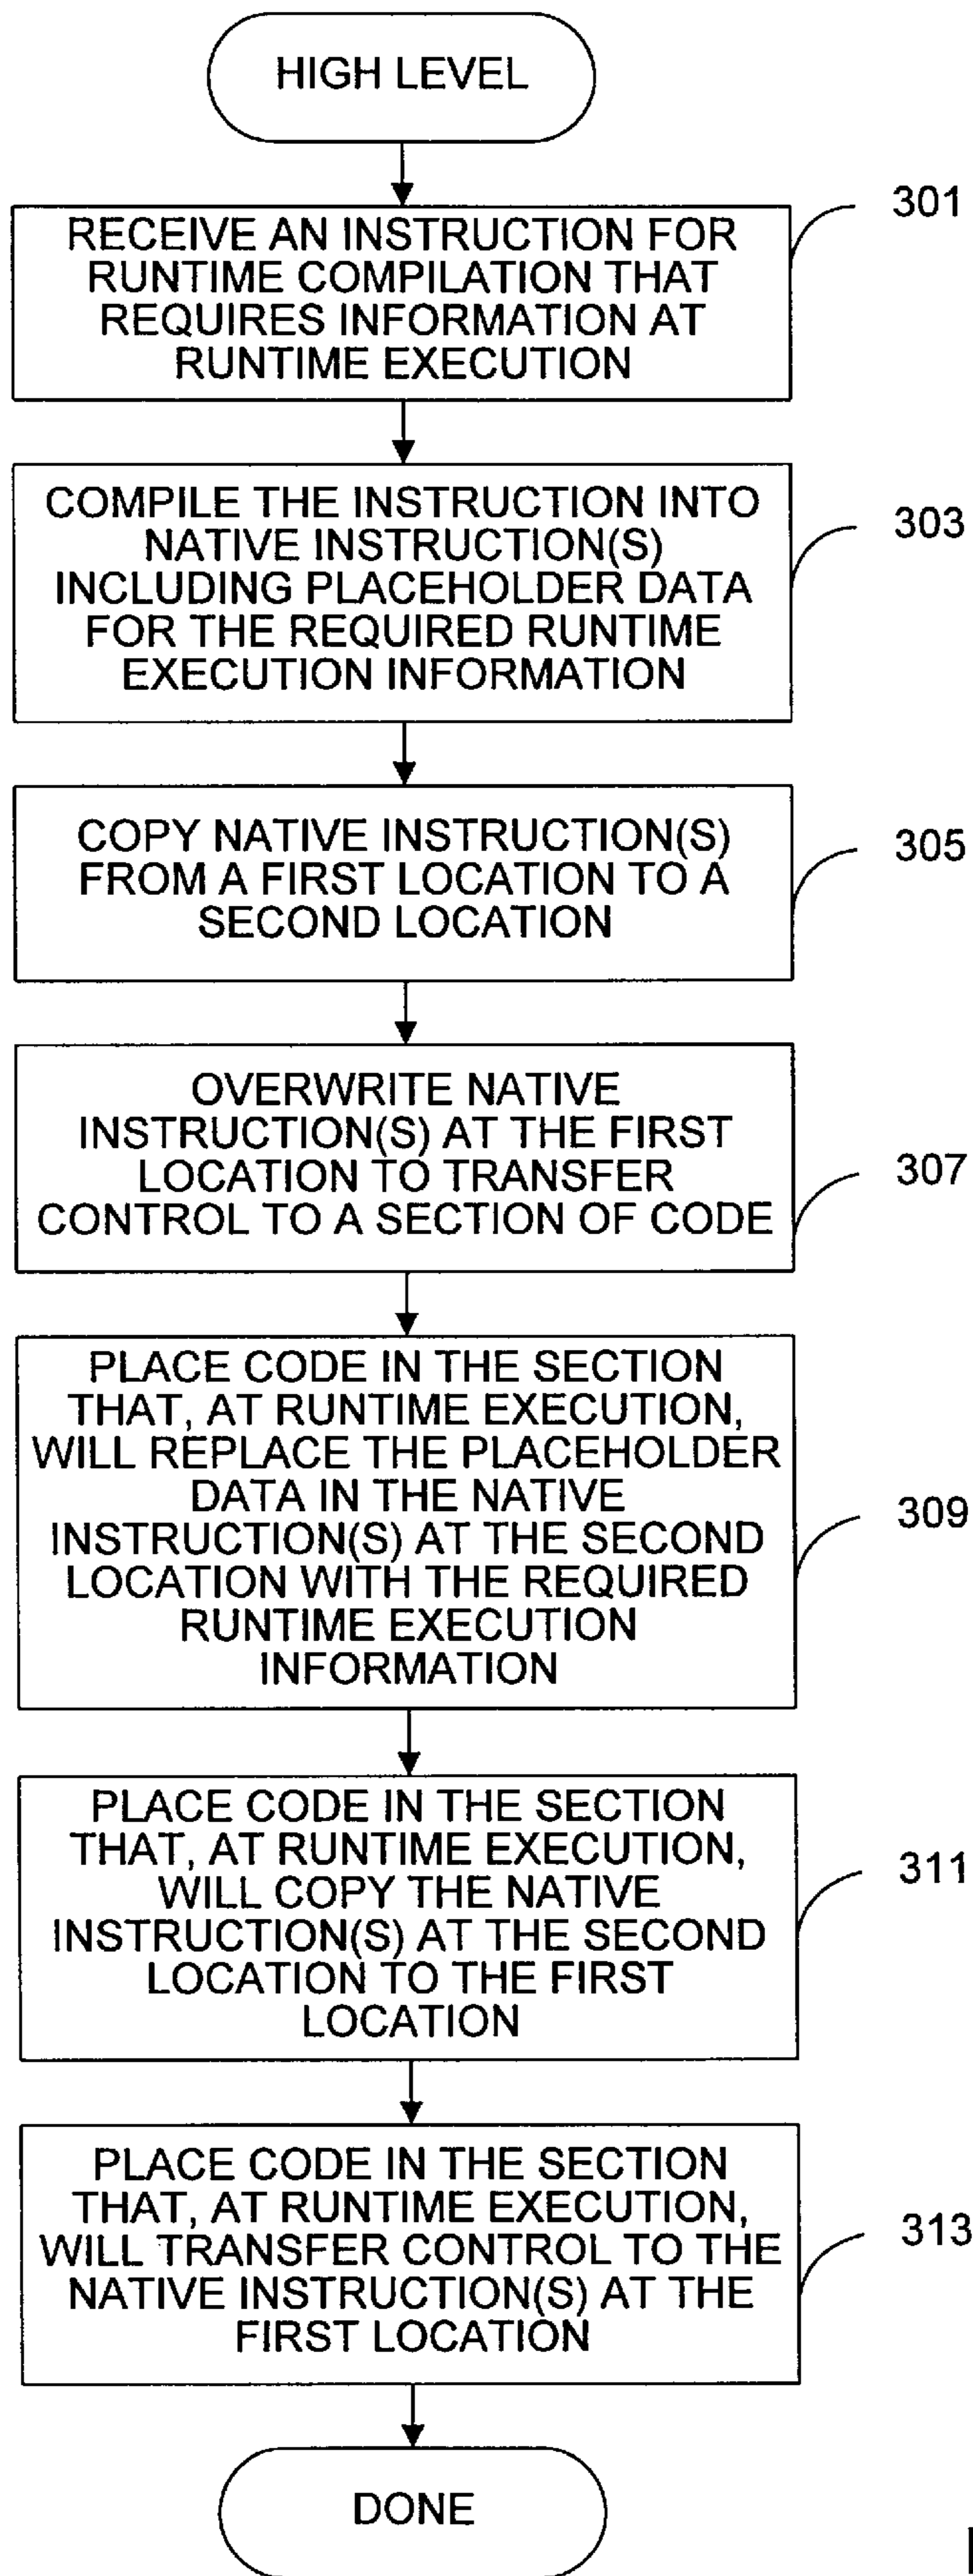 HIGH LEVEL
301
RECEIVE AN INSTRUCTION FOR
RUNTIME COMPILATION THAT
REQUIRES INFORMATION AT
RUNTIME EXECUTION
303
COMPILE THE INSTRUCTION INTO
NATIVE INSTRUCTION(S)
INCLUDING PLACEHOLDER DATA
FOR THE REQUIRED RUNTIME
EXECUTION INFORMATION
305
COPY NATIVE INSTRUCTION(S)
FROM A FIRST LOCATION TO A
SECOND LOCATION
307
OVERWRITE NATIVE
INSTRUCTION(S) AT THE FIRST
LOCATION TO TRANSFER
CONTROL TO A SECTION OF CODE
309
PLACE CODE IN THE SECTION
THAT, AT RUNTIME EXECUTION,
WILL REPLACE THE PLACEHOLDER
DATA IN THE NATIVE
INSTRUCTION(S) AT THE SECOND
LOCATION WITH THE REQUIRED
RUNTIME EXECUTION
INFORMATION
311
PLACE CODE IN THE SECTION
THAT, AT RUNTIME EXECUTION,
WILL COPY THE NATIVE
INSTRUCTION(S) AT THE SECOND
LOCATION TO THE FIRST
LOCATION
313
PLACE CODE IN THE SECTION
THAT, AT RUNTIME EXECUTION,
WILL TRANSFER CONTROL TO THE
NATIVE INSTRUCTION(S) AT THE
FIRST LOCATION
DONE